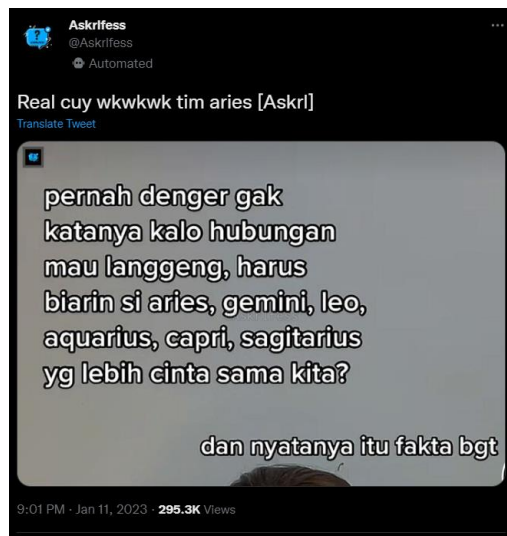 Askrlfess
@Askrlfess
Automated
Real cuy wkwkwk tim aries [Askrl]
Translate Tweet
pernah denger gak
katanya kalo hubungan
mau langgeng, harus
biarin si aries, gemini, leo,
aquarius, capri, sagitarius
yg lebih cinta sama kita?
dan nyatanya itu fakta bgt
9:01 PM · Jan 11, 2023 · 295.3K Views